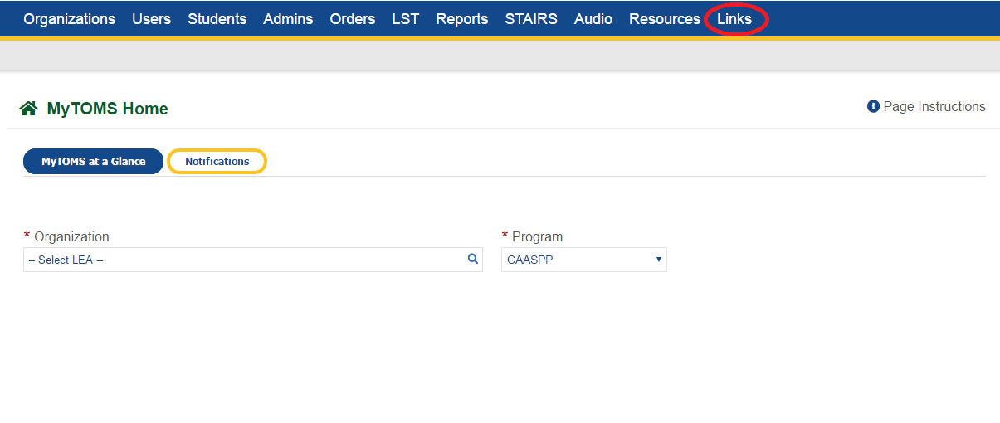 Organizations Users Students Admins Orders LST Reports STAIRS Audio Resources Links
MyTOMS Home
Page Instructions
MyTOMS at a Glance Notifications
* Organization * Program
-- Select LEA -- CAASPP